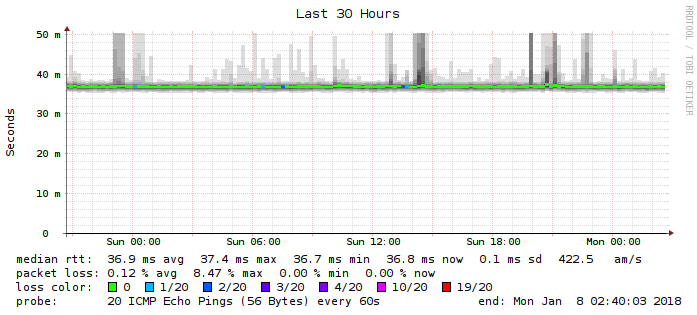 Last 30 Hours
RRDTOOL / TOBI OETIKER
Seconds
50 m
40 m
30 m
20 m
10 m
0
Sun 00:00 Sun 06:00 Sun 12:00 Sun 18:00 Mon 00:00
median rtt: 36.9 ms avg 37.4 ms max 36.7 ms min 36.8 ms now 0.1 ms sd 422.5 am/s
packet loss: 0.12 % avg 8.47 % max 0.00 % min 0.00 % now
loss color: 0 1/20 2/20 3/20 4/20 10/20 19/20
probe: 20 ICMP Echo Pings (56 Bytes) every 60s end: Mon Jan 8 02:40:03 2018